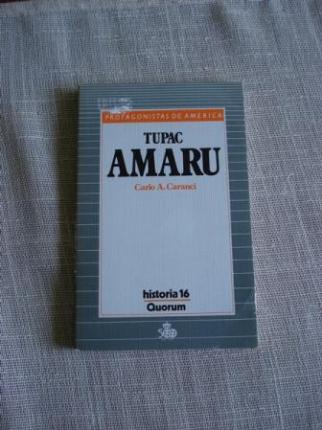 PROTAGONISTAS DE AMERICA
TUPAC
AMARU
Carlo A. Caranci
historia 16
Quorum